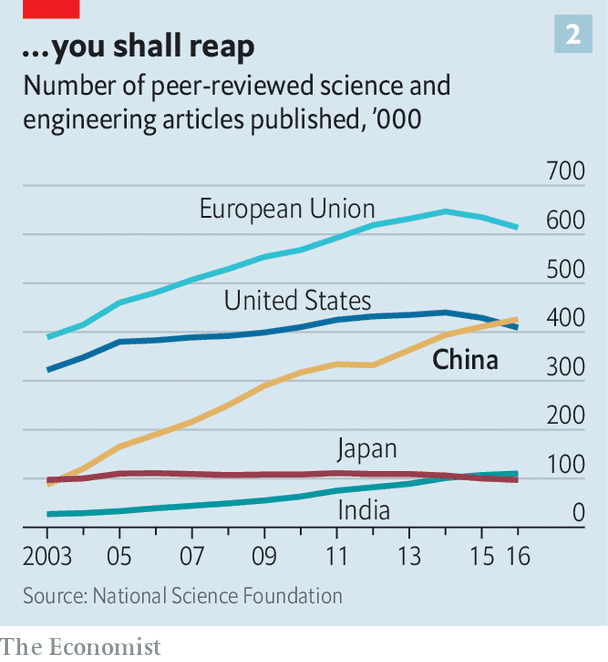 ...you shall reap
2
Number of peer-reviewed science and
engineering articles published, ’000
700
European Union
600
500
United States
400
China
300
200
Japan
100
India
0
2003 05 07 09 11 13 15 16
Source: National Science Foundation
The Economist